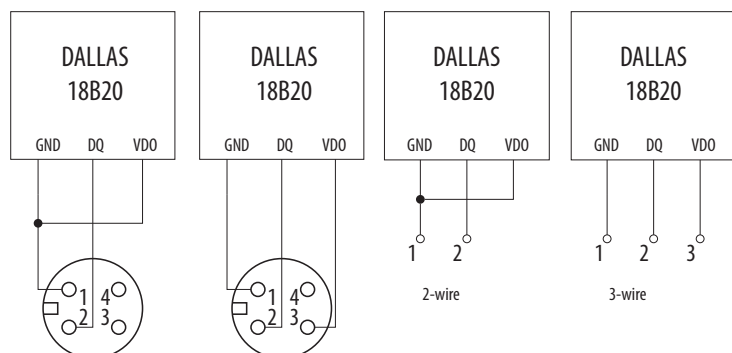 DALLAS
18B20
GND DQ VDO
1 4
2 3
DALLAS
18B20
GND DQ VDO
1 4
2 3
DALLAS
18B20
GND DQ VDO
1 2
2-wire
DALLAS
18B20
GND DQ VDO
1 2 3
3-wire